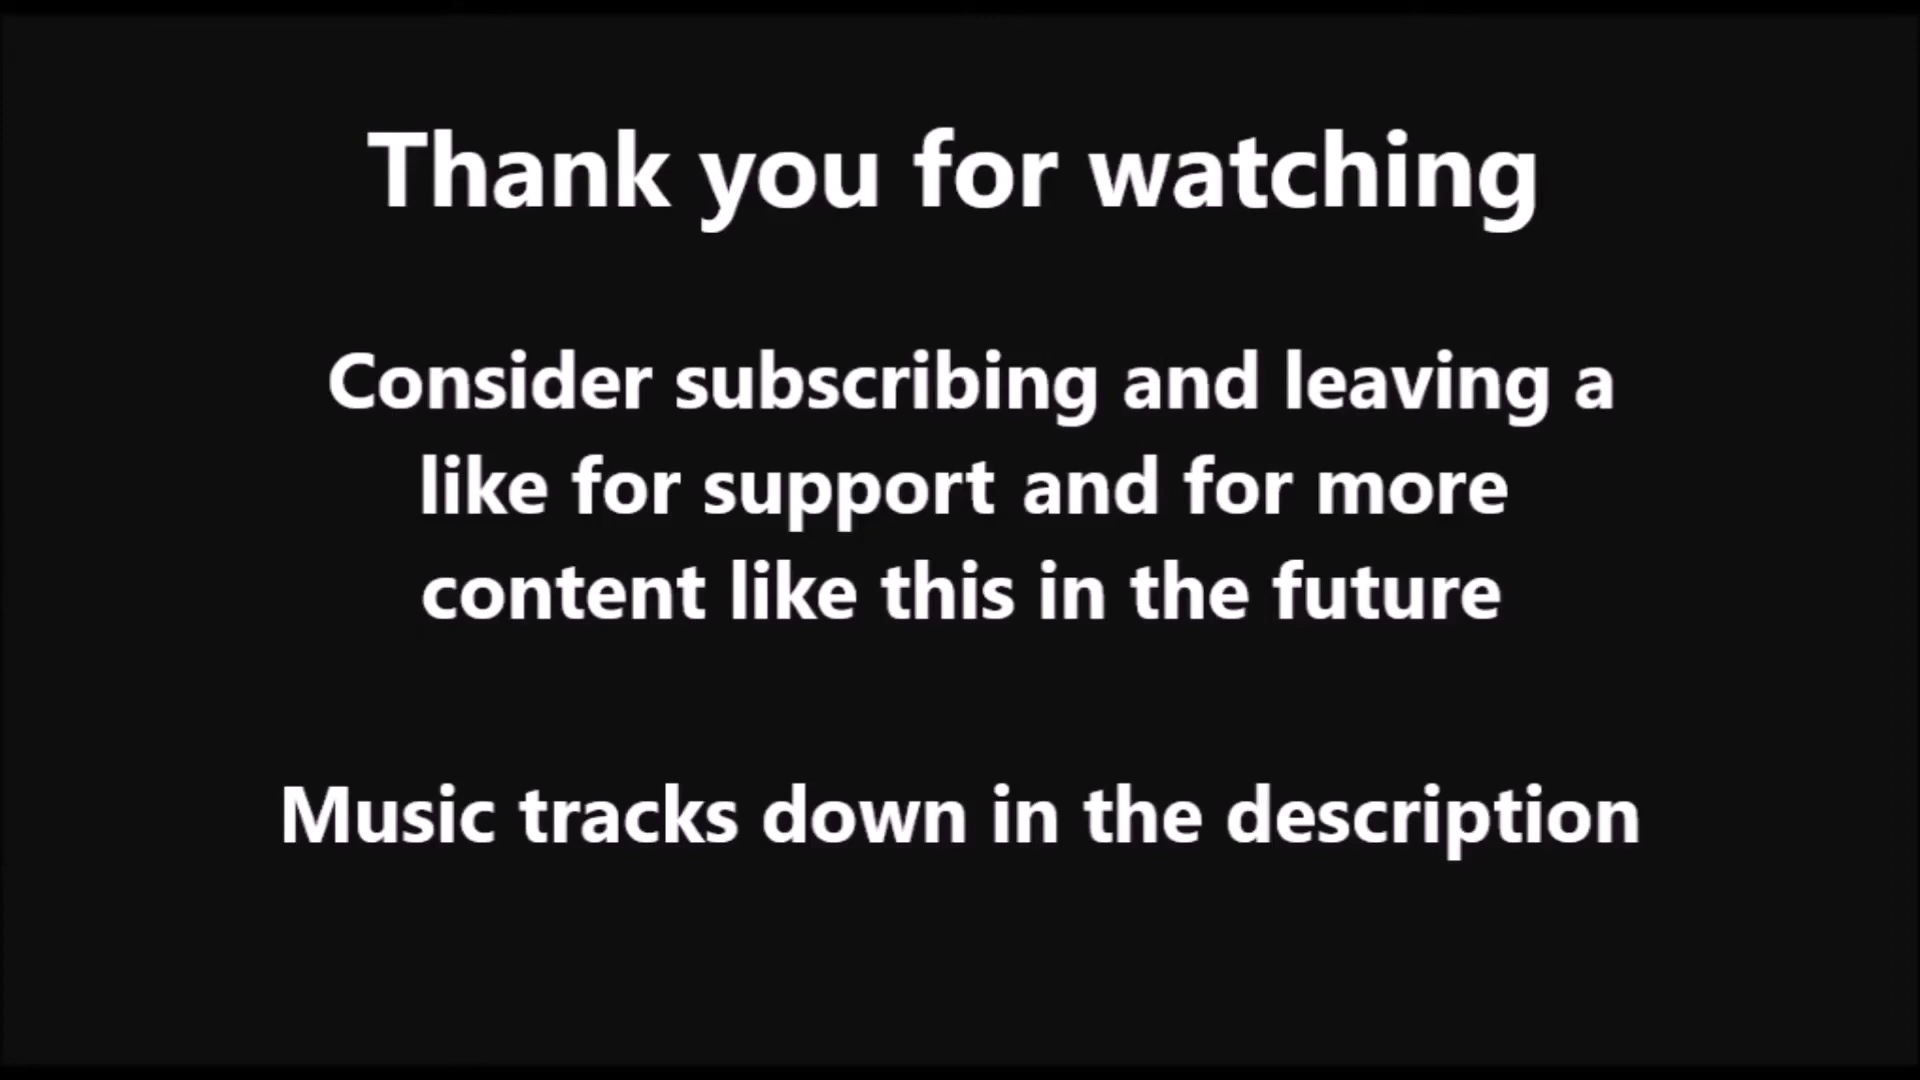 Thank you for watching
Consider subscribing and leaving a
like for support and for more
content like this in the future
Music tracks down in the description